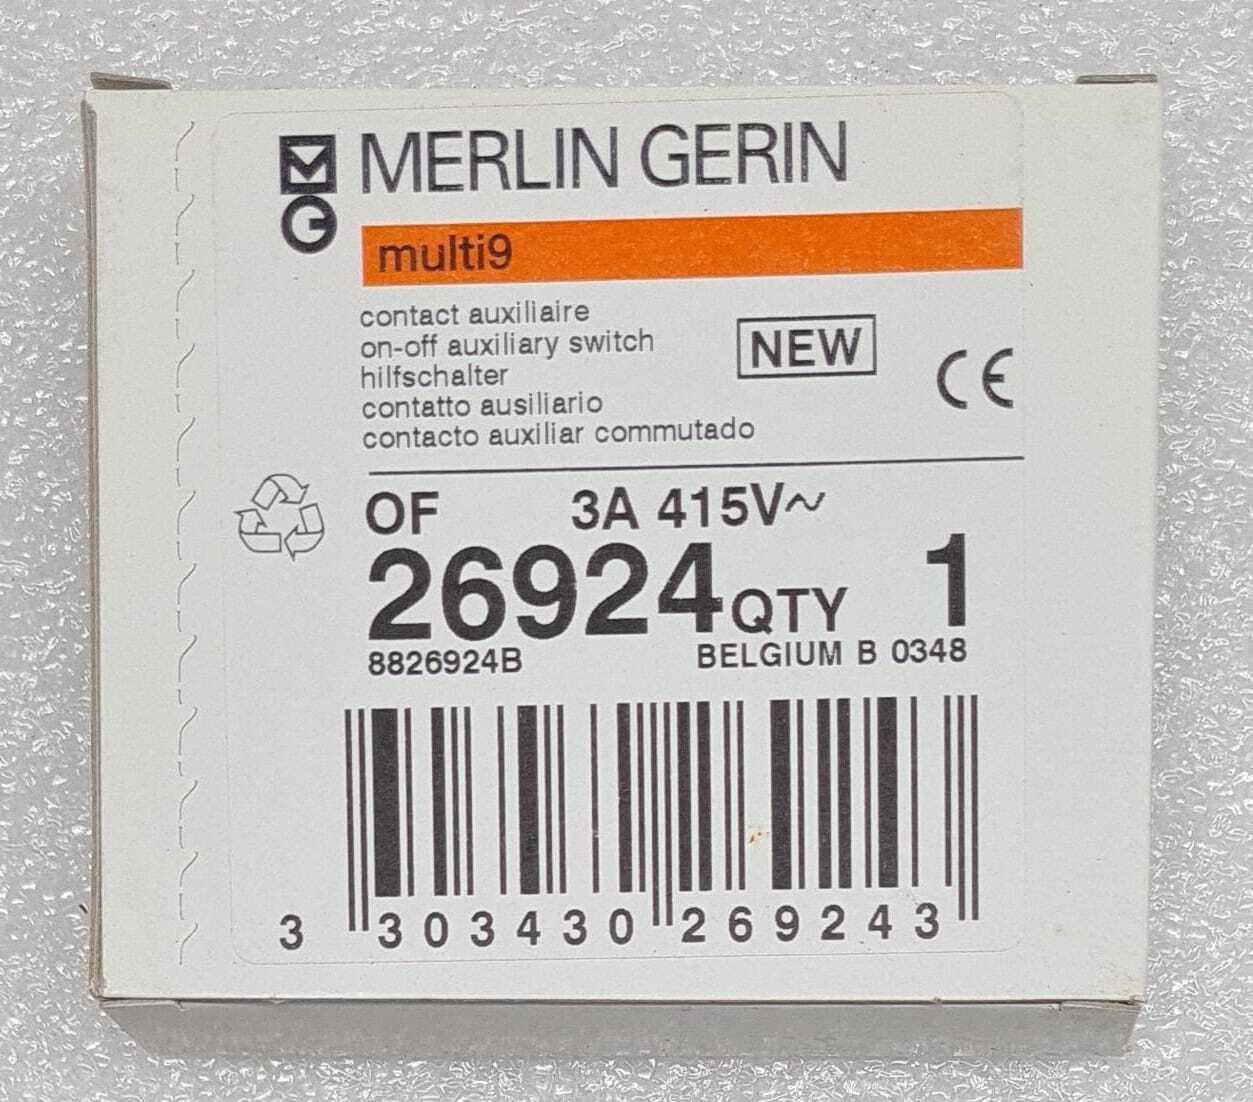 MERLIN GERIN
multi9
contact auxiliaire
on-off auxiliary switch
hilfschalter
contatto ausiliario
contacto auxiliar commutado
NEW
CE
OF 3A 415V~
26924 QTY 1
8826924B BELGIUM B 0348
3 303430 269243